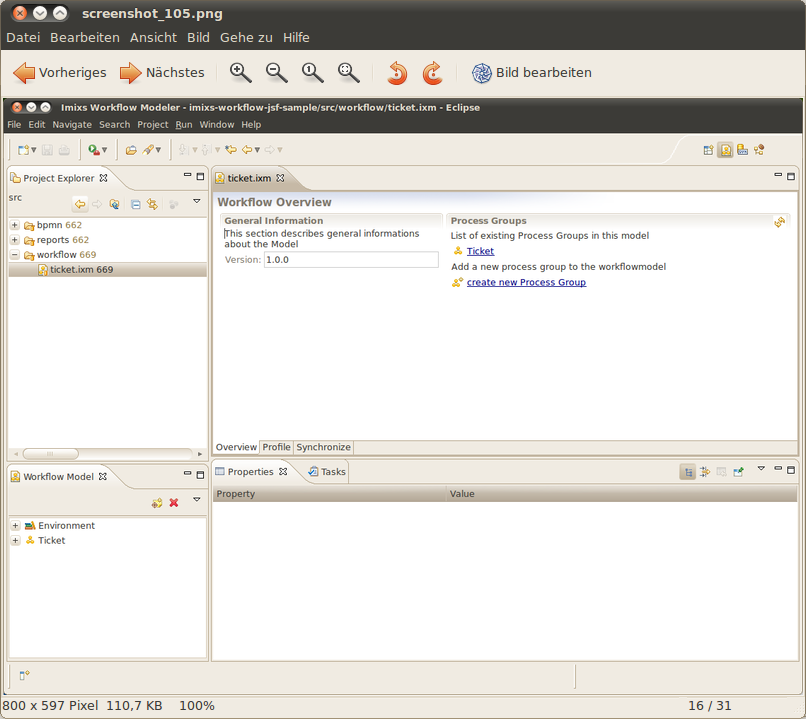 screenshot_105.png
Datei Bearbeiten Ansicht Bild Gehe zu Hilfe
Vorheriges Nächstes Bild bearbeiten
Imixs Workflow Modeler - imixs-workflow-jsf-sample/src/workflow/ticket.ixm - Eclipse
File Edit Navigate Search Project Run Window Help
Project Explorer
src
bpmn 662
reports 662
workflow 669
ticket.ixm 669
ticket.ixm
Workflow Overview
General Information
This section describes general informations
about the Model
Version: 1.0.0
Process Groups
List of existing Process Groups in this model
Ticket
Add a new process group to the workflowmodel
create new Process Group
Overview Profile Synchronize
Workflow Model
Environment
Ticket
Properties Tasks
Property Value
800 x 597 Pixel 110,7 KB 100% 16 / 31